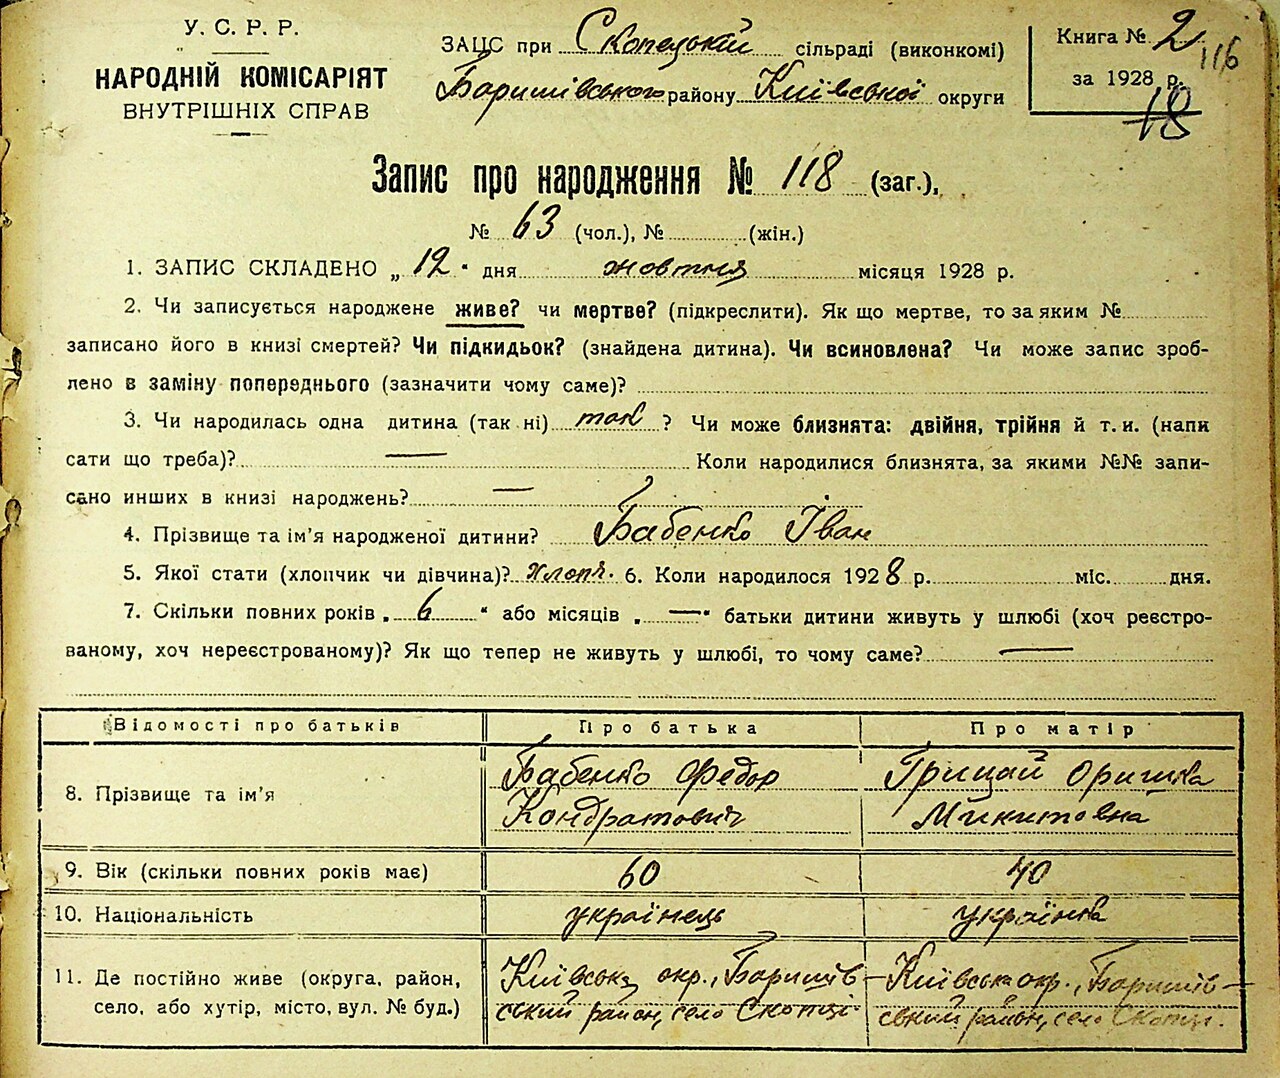 У. С. Р. Р.
НАРОДНІЙ КОМІСАРІЯТ
ВНУТРІШНІХ СПРАВ
ЗАЦС при Скопецькій сільраді (виконкомі)
Баришівського району Київської округи
Книга № 2 116
за 1928 р.
18
Запис про народження № 118 (заг.),
№ 63 (чол.), № (жін.)
1. ЗАПИС СКЛАДЕНО „ 12 " дня жовтня місяця 1928 р.
2. Чи записується народжене живе? чи мертве? (підкреслити). Як що мертве, то за яким №
записано його в книзі смертей? Чи підкидьок? (знайдена дитина). Чи всиновлена? Чи може запис зроб-
лено в заміну попереднього (зазначити чому саме)?
3. Чи народилась одна дитина (так ні) так ? Чи може близнята: двійня, трійня й т. и. (напи
сати що треба)? — Коли народилися близнята, за якими №№ запи-
сано инших в книзі народжень? —
4. Прізвище та ім'я народженої дитини? Бабенко Іван
5. Якої стати (хлопчик чи дівчина)? хлопч. 6. Коли народилося 1928 р. міс. дня.
7. Скільки повних років „ 6 " або місяців „ — " батьки дитини живуть у шлюбі (хоч реєстро-
ваному, хоч нереєстрованому)? Як що тепер не живуть у шлюбі, то чому саме? —
Відомості про батьків Про батька Про матір
8. Прізвище та ім'я Бабенко Федор Грицай Оришка
Кондратович Микитовна
9. Вік (скільки повних років має) 60 40
10. Національність українець українка
11. Де постійно живе (округа, район, Київськ окр., Баришів- Київська окр., Баришів-
село, або хутір, місто, вул. № буд.) ський район, село Скопці. ський район, село Скопці.